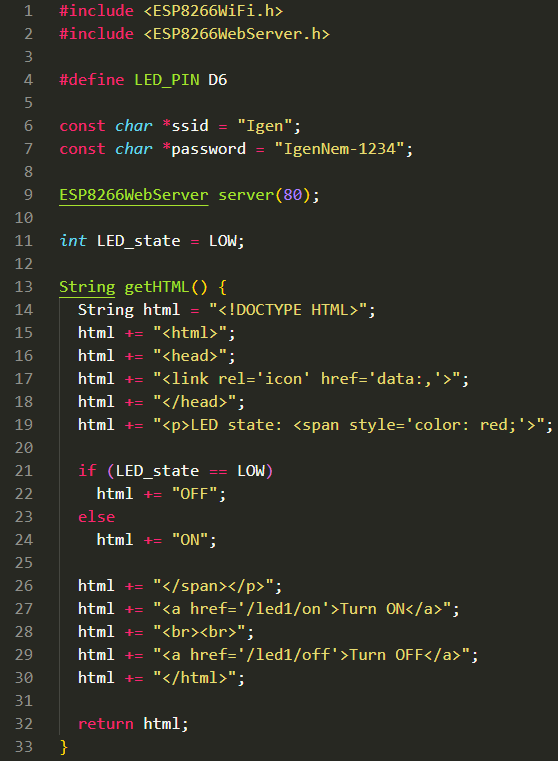 1 #include <ESP8266WiFi.h>
2 #include <ESP8266WebServer.h>
3
4 #define LED_PIN D6
5
6 const char *ssid = "Igen";
7 const char *password = "IgenNem-1234";
8
9 ESP8266WebServer server(80);
10
11 int LED_state = LOW;
12
13 String getHTML() {
14   String html = "<!DOCTYPE HTML>";
15   html += "<html>";
16   html += "<head>";
17   html += "<link rel='icon' href='data:,'>";
18   html += "</head>";
19   html += "<p>LED state: <span style='color: red;'>";
20
21   if (LED_state == LOW)
22     html += "OFF";
23   else
24     html += "ON";
25
26   html += "</span></p>";
27   html += "<a href='/led1/on'>Turn ON</a>";
28   html += "<br><br>";
29   html += "<a href='/led1/off'>Turn OFF</a>";
30   html += "</html>";
31
32   return html;
33 }